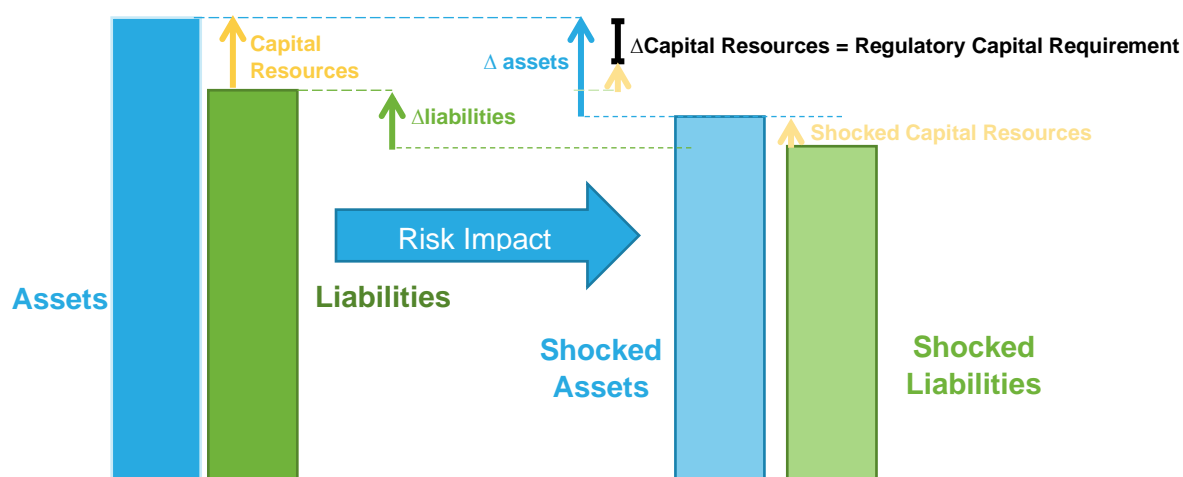 Capital
Resources
∆ assets
∆Capital Resources = Regulatory Capital Requirement
∆liabilities
Shocked Capital Resources
Risk Impact
Assets
Liabilities
Shocked
Assets
Shocked
Liabilities